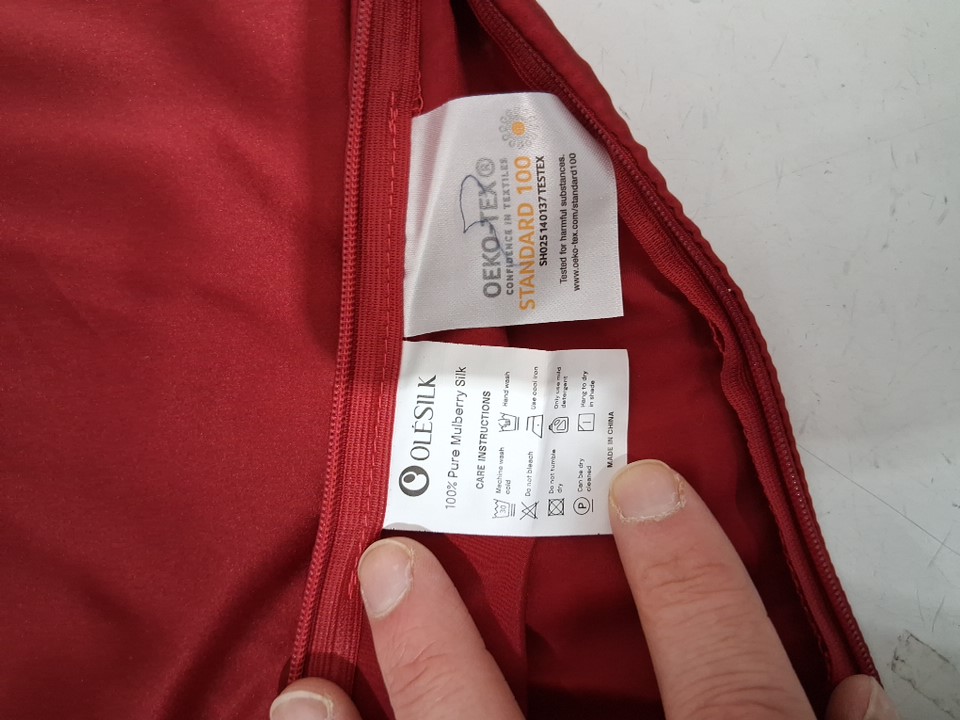 OEKO-TEX®
CONFIDENCE IN TEXTILES
STANDARD 100
SH025 140137 TESTEX
Tested for harmful substances.
www.oeko-tex.com/standard100
OLÉSILK
100% Pure Mulberry Silk
CARE INSTRUCTIONS
30
Machine wash
cold
Hand wash
Do not bleach
Use cool iron
Do not tumble
dry
Only use mild
detergent
P
Can be dry
cleaned
Hang to dry
in shade
MADE IN CHINA